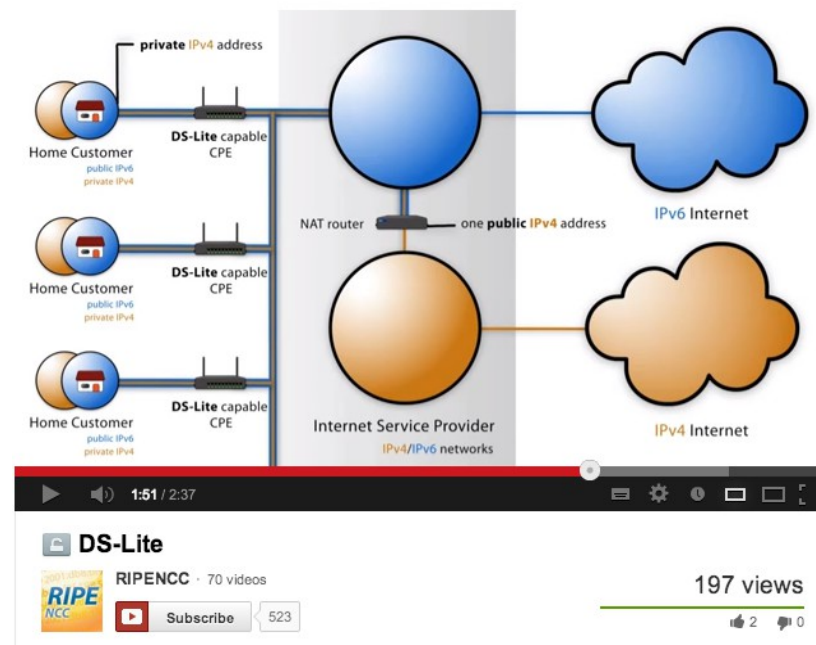 private IPv4 address
DS-Lite capable
CPE
Home Customer
public IPv6
private IPv4
DS-Lite capable
CPE
Home Customer
public IPv6
private IPv4
DS-Lite capable
CPE
Home Customer
public IPv6
private IPv4
NAT router
one public IPv4 address
Internet Service Provider
IPv4/IPv6 networks
IPv6 Internet
IPv4 Internet
1:51 / 2:37
DS-Lite
RIPE
NCC
RIPENCC · 70 videos
Subscribe
523
197 views
2
0